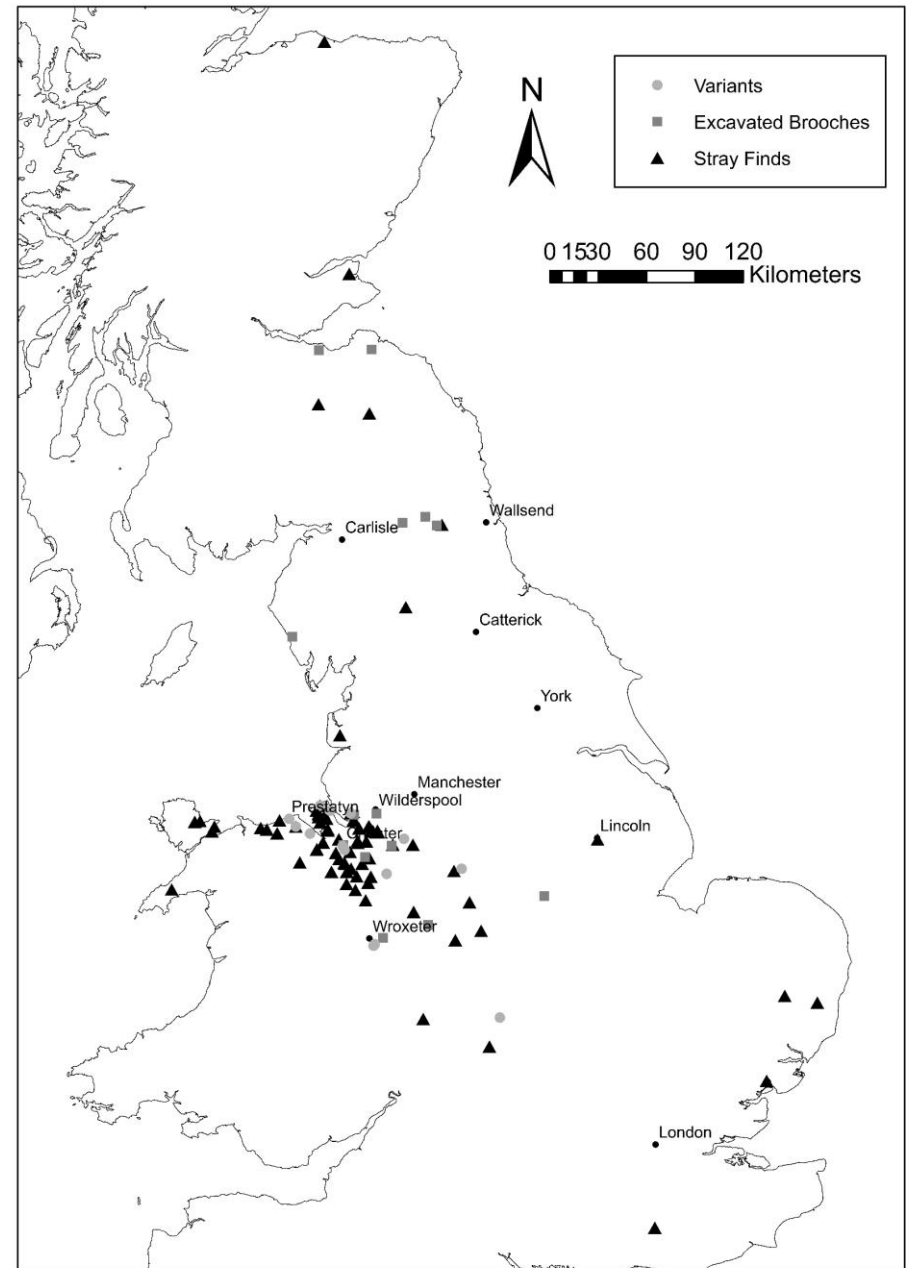 N
Variants
Excavated Brooches
Stray Finds
0 15 30 60 90 120
Kilometers
Wallsend
Carlisle
Catterick
York
Manchester
Prestatyn
Wilderspool
Lincoln
Wroxeter
London